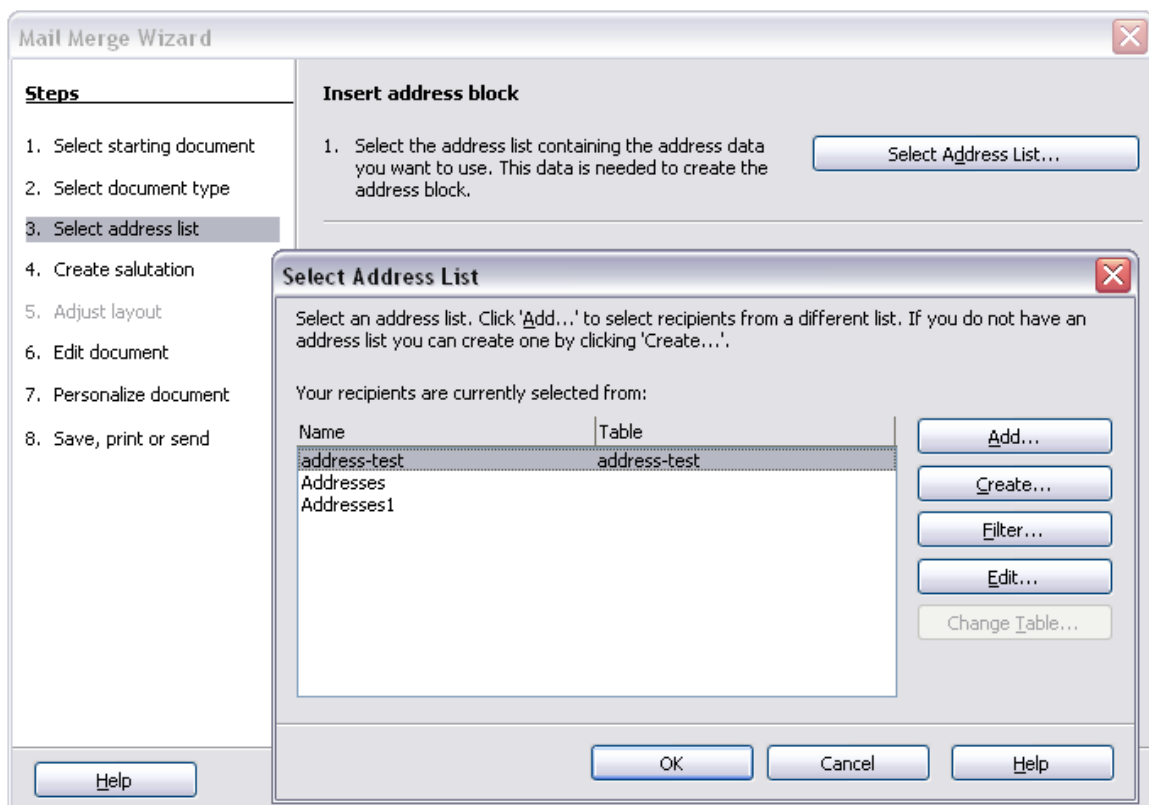 Mail Merge Wizard
Steps
1. Select starting document
2. Select document type
3. Select address list
4. Create salutation
5. Adjust layout
6. Edit document
7. Personalize document
8. Save, print or send
Help
Insert address block
1. Select the address list containing the address data
you want to use. This data is needed to create the
address block.
Select Address List...
Select Address List
Select an address list. Click 'Add...' to select recipients from a different list. If you do not have an
address list you can create one by clicking 'Create...'.
Your recipients are currently selected from:
Name Table
address-test address-test
Addresses
Addresses1
Add...
Create...
Filter...
Edit...
Change Table...
OK Cancel Help